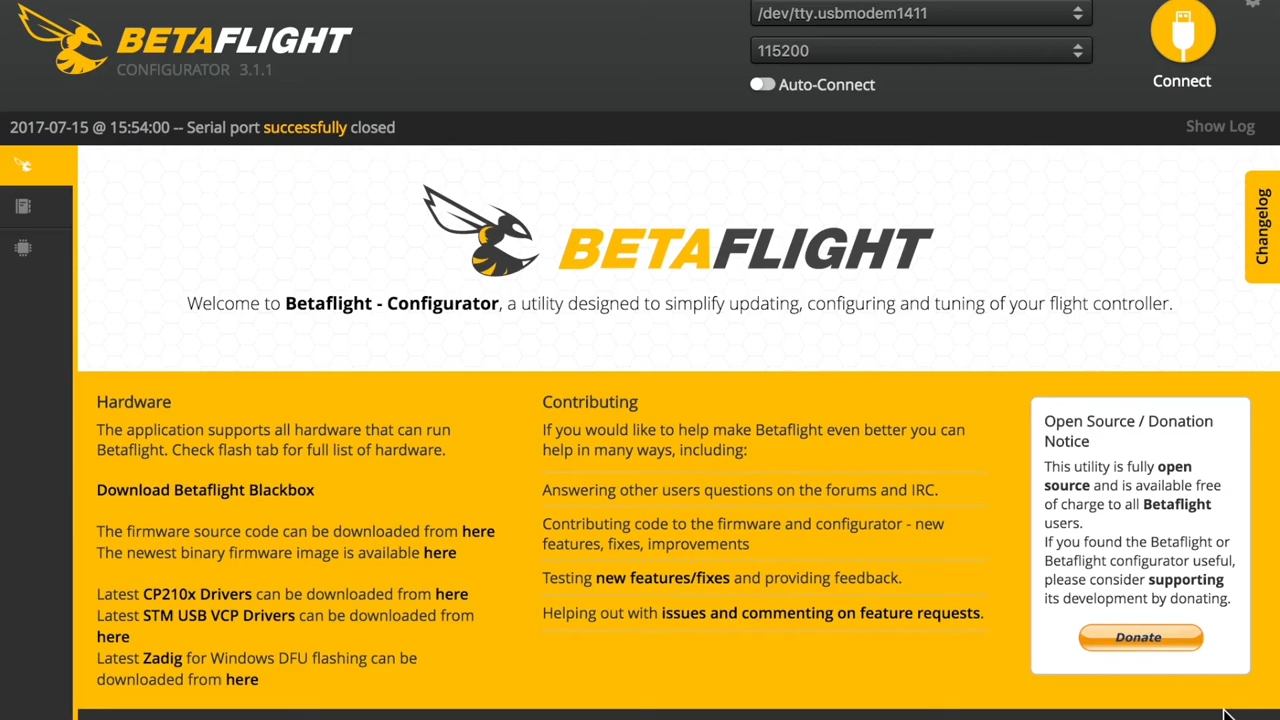 BETAFLIGHT
CONFIGURATOR 3.1.1
/dev/tty.usbmodem1411
115200
Auto-Connect
Connect
2017-07-15 @ 15:54:00 -- Serial port successfully closed
Show Log
Changelog
BETAFLIGHT
Welcome to Betaflight - Configurator, a utility designed to simplify updating, configuring and tuning of your flight controller.
Hardware
The application supports all hardware that can run
Betaflight. Check flash tab for full list of hardware.
Download Betaflight Blackbox
The firmware source code can be downloaded from here
The newest binary firmware image is available here
Latest CP210x Drivers can be downloaded from here
Latest STM USB VCP Drivers can be downloaded from
here
Latest Zadig for Windows DFU flashing can be
downloaded from here
Contributing
If you would like to help make Betaflight even better you can
help in many ways, including:
Answering other users questions on the forums and IRC.
Contributing code to the firmware and configurator - new
features, fixes, improvements
Testing new features/fixes and providing feedback.
Helping out with issues and commenting on feature requests.
Open Source / Donation
Notice
This utility is fully open
source and is available free
of charge to all Betaflight
users.
If you found the Betaflight or
Betaflight configurator useful,
please consider supporting
its development by donating.
Donate